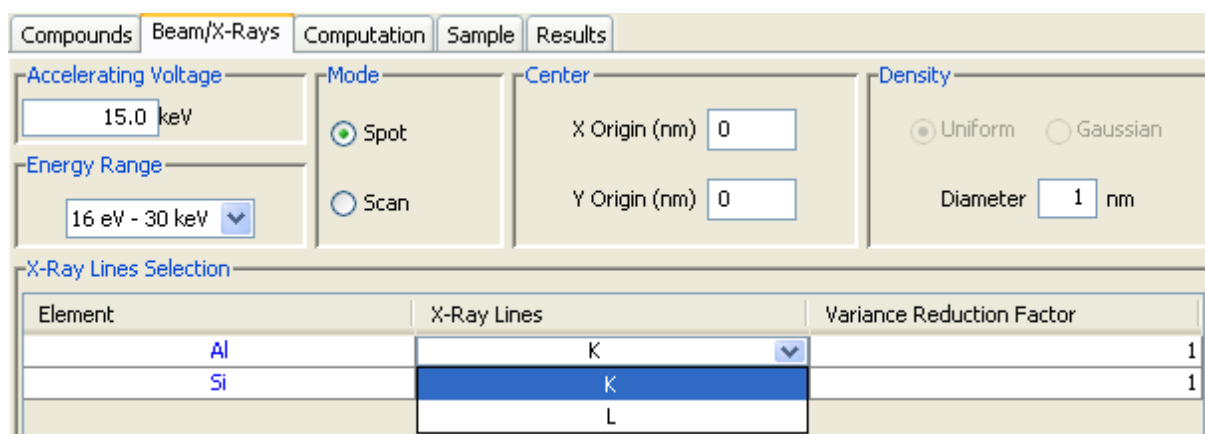 Compounds Beam/X-Rays Computation Sample Results
Accelerating Voltage
15.0 keV
Energy Range
16 eV - 30 keV
Mode
Spot
Scan
Center
X Origin (nm) 0
Y Origin (nm) 0
Density
Uniform Gaussian
Diameter 1 nm
X-Ray Lines Selection
Element X-Ray Lines Variance Reduction Factor
Al K 1
Si K 1
L